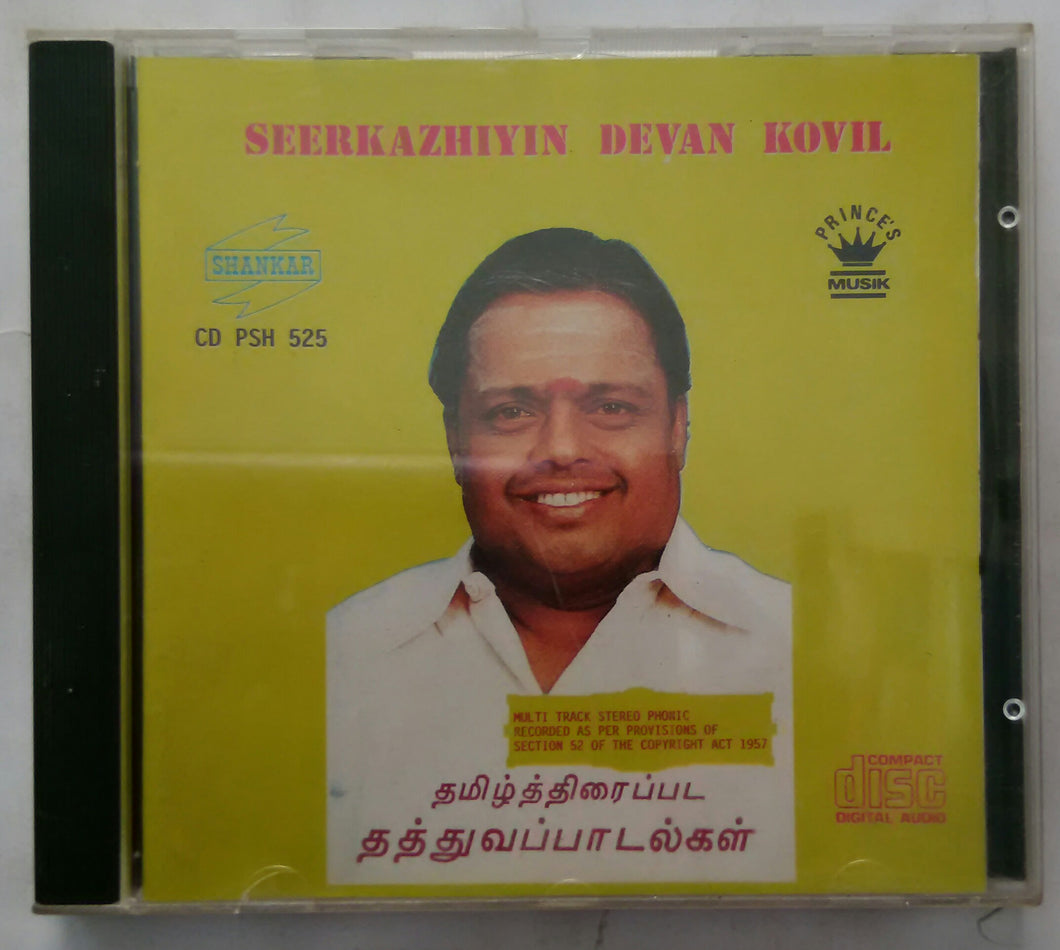 SEERKAZHIYIN DEVAN KOVIL
SHANKAR
CD PSH 525
PRINCE'S
MUSIK
MULTI TRACK STEREO PHONIC
RECORDED AS PER PROVISIONS OF
SECTION 52 OF THE COPYRIGHT ACT 1957
தமிழ்த்திரைப்பட
தத்துவப்பாடல்கள்
COMPACT
disc
DIGITAL AUDIO